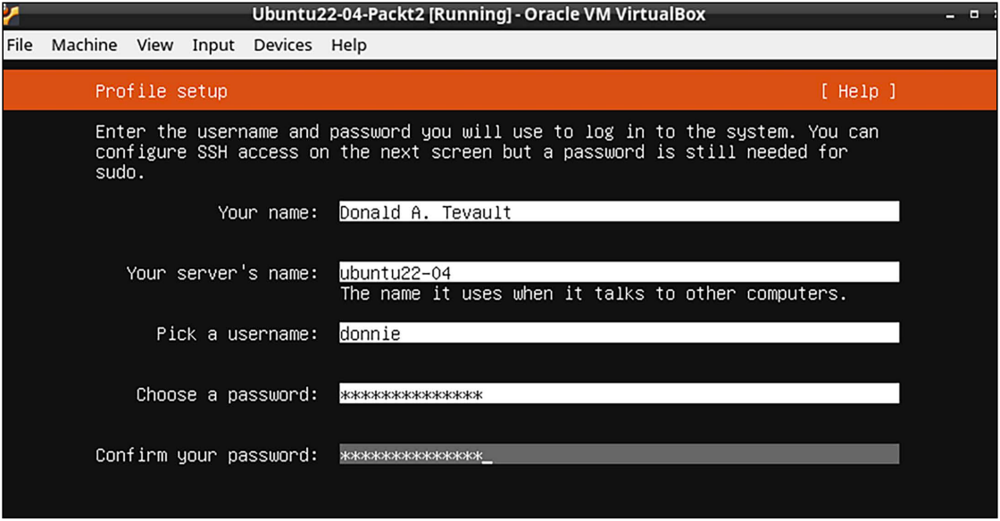 Ubuntu22-04-Packt2 [Running] - Oracle VM VirtualBox
File Machine View Input Devices Help
Profile setup [ Help ]
Enter the username and password you will use to log in to the system. You can
configure SSH access on the next screen but a password is still needed for
sudo.
Your name: Donald A. Tevault
Your server's name: ubuntu22-04
The name it uses when it talks to other computers.
Pick a username: donnie
Choose a password: **************
Confirm your password: **************_